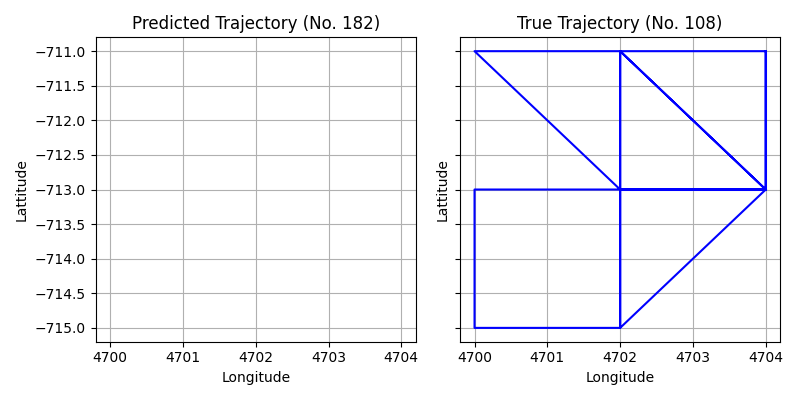 Predicted Trajectory (No. 182)
True Trajectory (No. 108)
−711.0
−711.5
−712.0
−712.5
−713.0
−713.5
−714.0
−714.5
−715.0
Lattitude
Lattitude
4700 4701 4702 4703 4704
4700 4701 4702 4703 4704
Longitude
Longitude